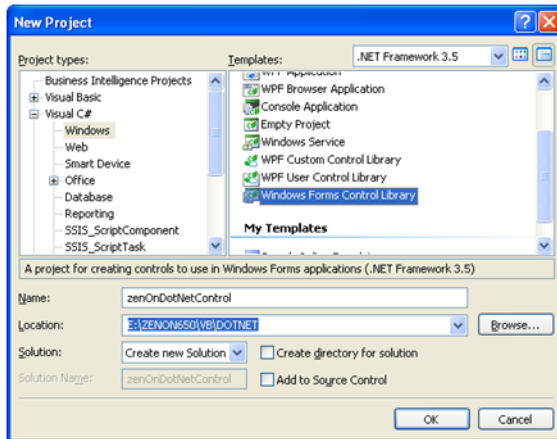 New Project
Project types:
Templates:
.NET Framework 3.5
Business Intelligence Projects
Visual Basic
Visual C#
Windows
Web
Smart Device
Office
Database
Reporting
SSIS_ScriptComponent
SSIS_ScriptTask
WPF Application
WPF Browser Application
Console Application
Empty Project
Windows Service
WPF Custom Control Library
WPF User Control Library
Windows Forms Control Library
My Templates
A project for creating controls to use in Windows Forms applications (.NET Framework 3.5)
Name:
zenOnDotNetControl
Location:
E:\ZENON650\VB\DOTNET
Browse...
Solution:
Create new Solution
Create directory for solution
Solution Name:
zenOnDotNetControl
Add to Source Control
OK
Cancel